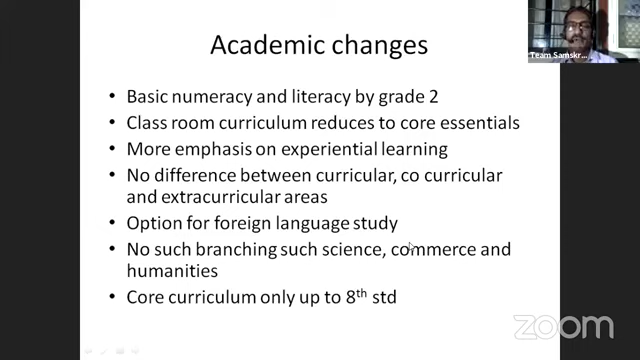 Academic changes
Team Samskr...
• Basic numeracy and literacy by grade 2
• Class room curriculum reduces to core essentials
• More emphasis on experiential learning
• No difference between curricular, co curricular
and extracurricular areas
• Option for foreign language study
• No such branching such science, commerce and
humanities
• Core curriculum only up to 8th std
zoom